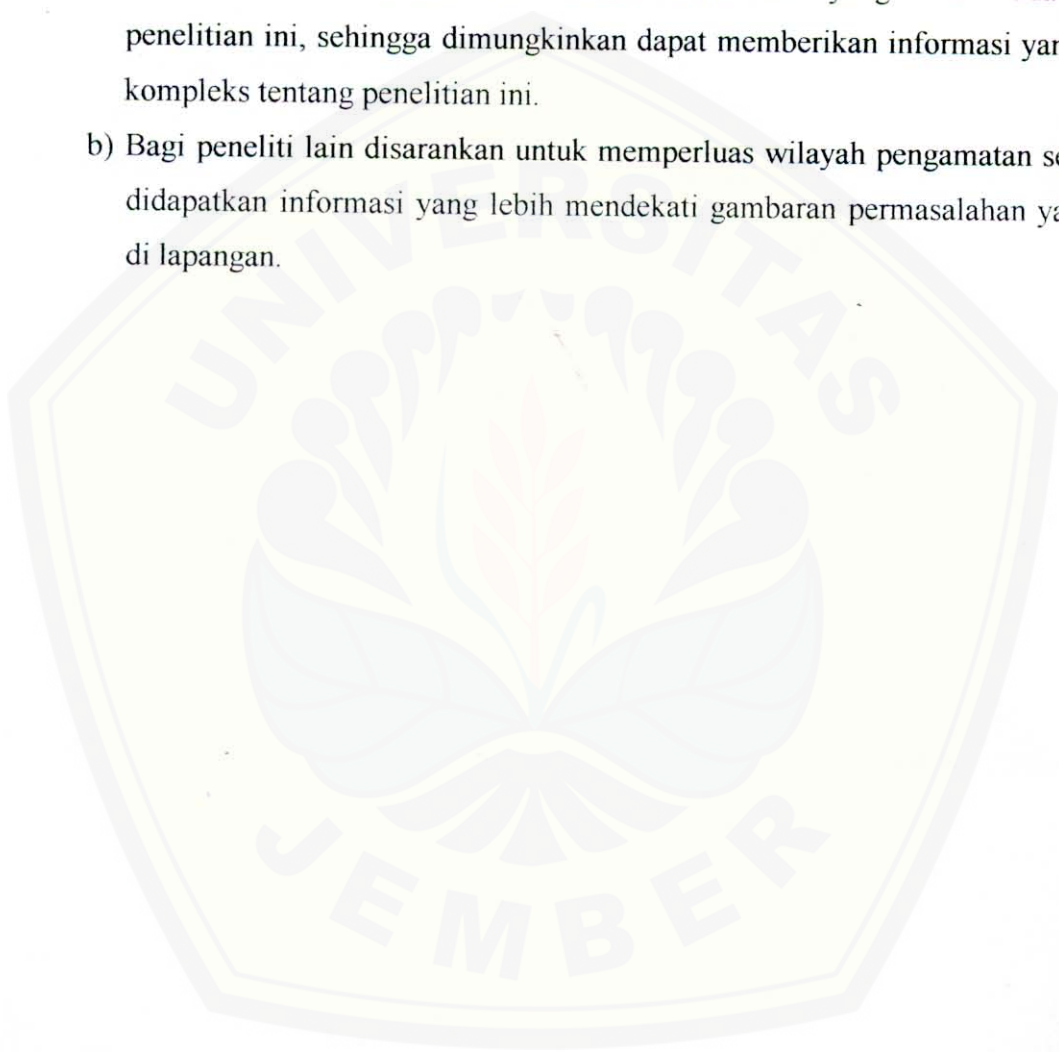 penelitian ini, sehingga dimungkinkan dapat memberikan informasi
kompleks tentang penelitian ini.
b) Bagi peneliti lain disarankan untuk memperluas wilayah pengamatan
didapatkan informasi yang lebih mendekati gambaran permasalahan
di lapangan.
UNIVERSITAS
JEMBER